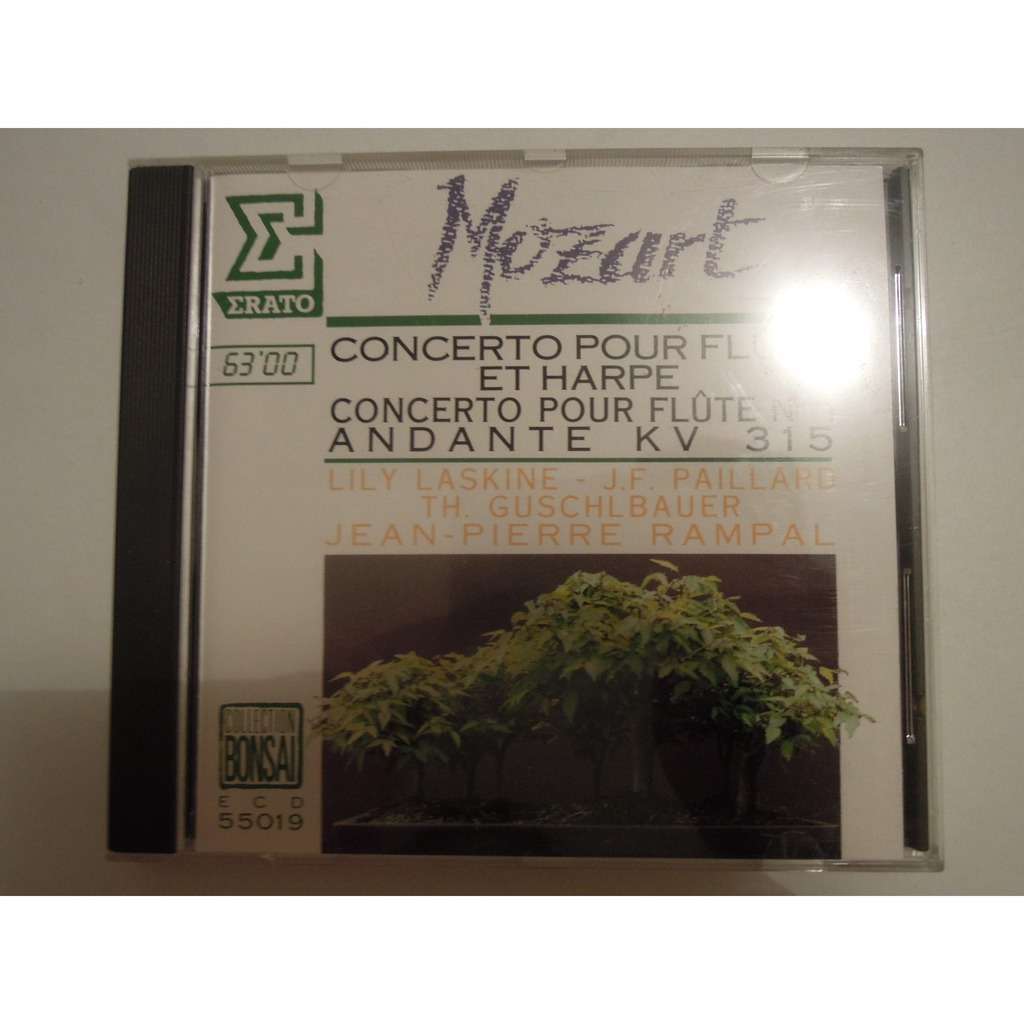 Mozart
ΣRATO
63'00
CONCERTO POUR
ET HARPE
CONCERTO POUR FLÛTE
ANDANTE KV 315
LILY LASKINE - J.F. PAILLARD
TH. GUSCHLBAUER
JEAN-PIERRE RAMPAL
COLLECTION
BONSAI
ECD
55019